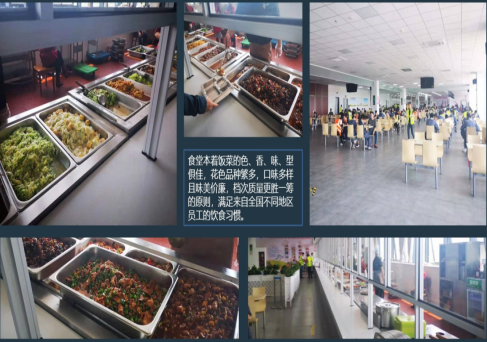 食堂本着饭菜的色、香、味、型
俱佳，花色品种繁多，口味多样
且味美价廉，档次质量更胜一筹
的原则，满足来自全国不同地区
员工的饮食习惯。